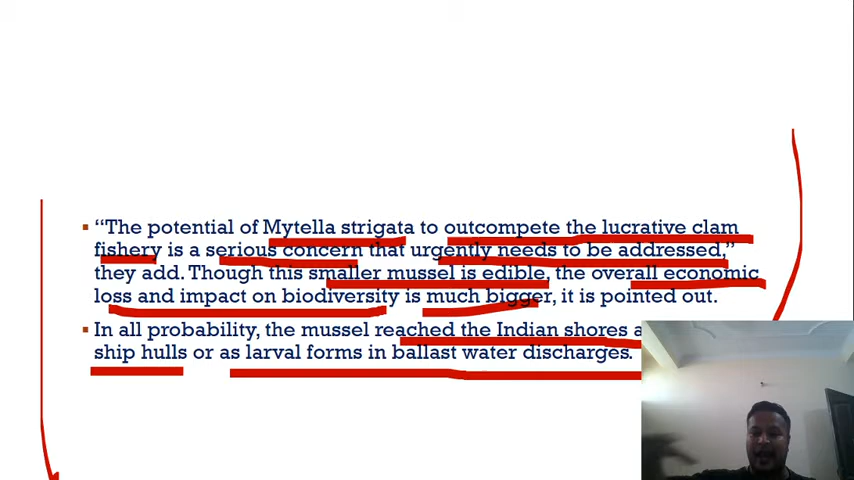 “The potential of Mytella strigata to outcompete the lucrative clam
fishery is a serious concern that urgently needs to be addressed,”
they add. Though this smaller mussel is edible, the overall economic
loss and impact on biodiversity is much bigger, it is pointed out.
In all probability, the mussel reached the Indian shores
ship hulls or as larval forms in ballast water discharges.